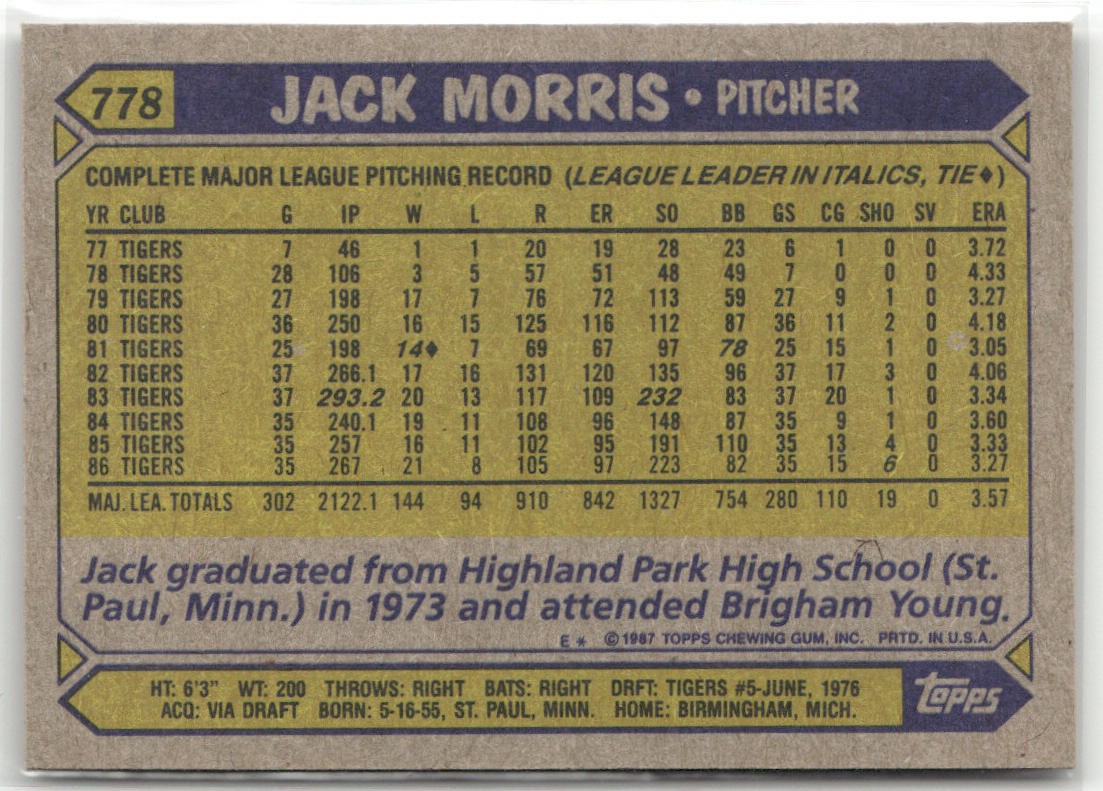 778 JACK MORRIS • PITCHER
COMPLETE MAJOR LEAGUE PITCHING RECORD (LEAGUE LEADER IN ITALICS, TIE♦)
YR CLUB G IP W L R ER SO BB GS CG SHO SV ERA
77 TIGERS 7 46 1 1 20 19 28 23 6 1 0 0 3.72
78 TIGERS 28 106 3 5 57 51 48 49 7 0 0 0 4.33
79 TIGERS 27 198 17 7 76 72 113 59 27 9 1 0 3.27
80 TIGERS 36 250 16 15 125 116 112 87 36 11 2 0 4.18
81 TIGERS 25 198 14♦ 7 69 67 97 78 25 15 1 0 3.05
82 TIGERS 37 266.1 17 16 131 120 135 96 37 17 3 0 4.06
83 TIGERS 37 293.2 20 13 117 109 232 83 37 20 1 0 3.34
84 TIGERS 35 240.1 19 11 108 96 148 87 35 9 1 0 3.60
85 TIGERS 35 257 16 11 102 95 191 110 35 13 4 0 3.33
86 TIGERS 35 267 21 8 105 97 223 82 35 15 6 0 3.27
MAJ. LEA. TOTALS 302 2122.1 144 94 910 842 1327 754 280 110 19 0 3.57
Jack graduated from Highland Park High School (St.
Paul, Minn.) in 1973 and attended Brigham Young.
E * © 1987 TOPPS CHEWING GUM, INC. PRTD. IN U.S.A.
HT: 6'3" WT: 200 THROWS: RIGHT BATS: RIGHT DRFT: TIGERS #5-JUNE, 1976
ACQ: VIA DRAFT BORN: 5-16-55, ST. PAUL, MINN. HOME: BIRMINGHAM, MICH.
topps